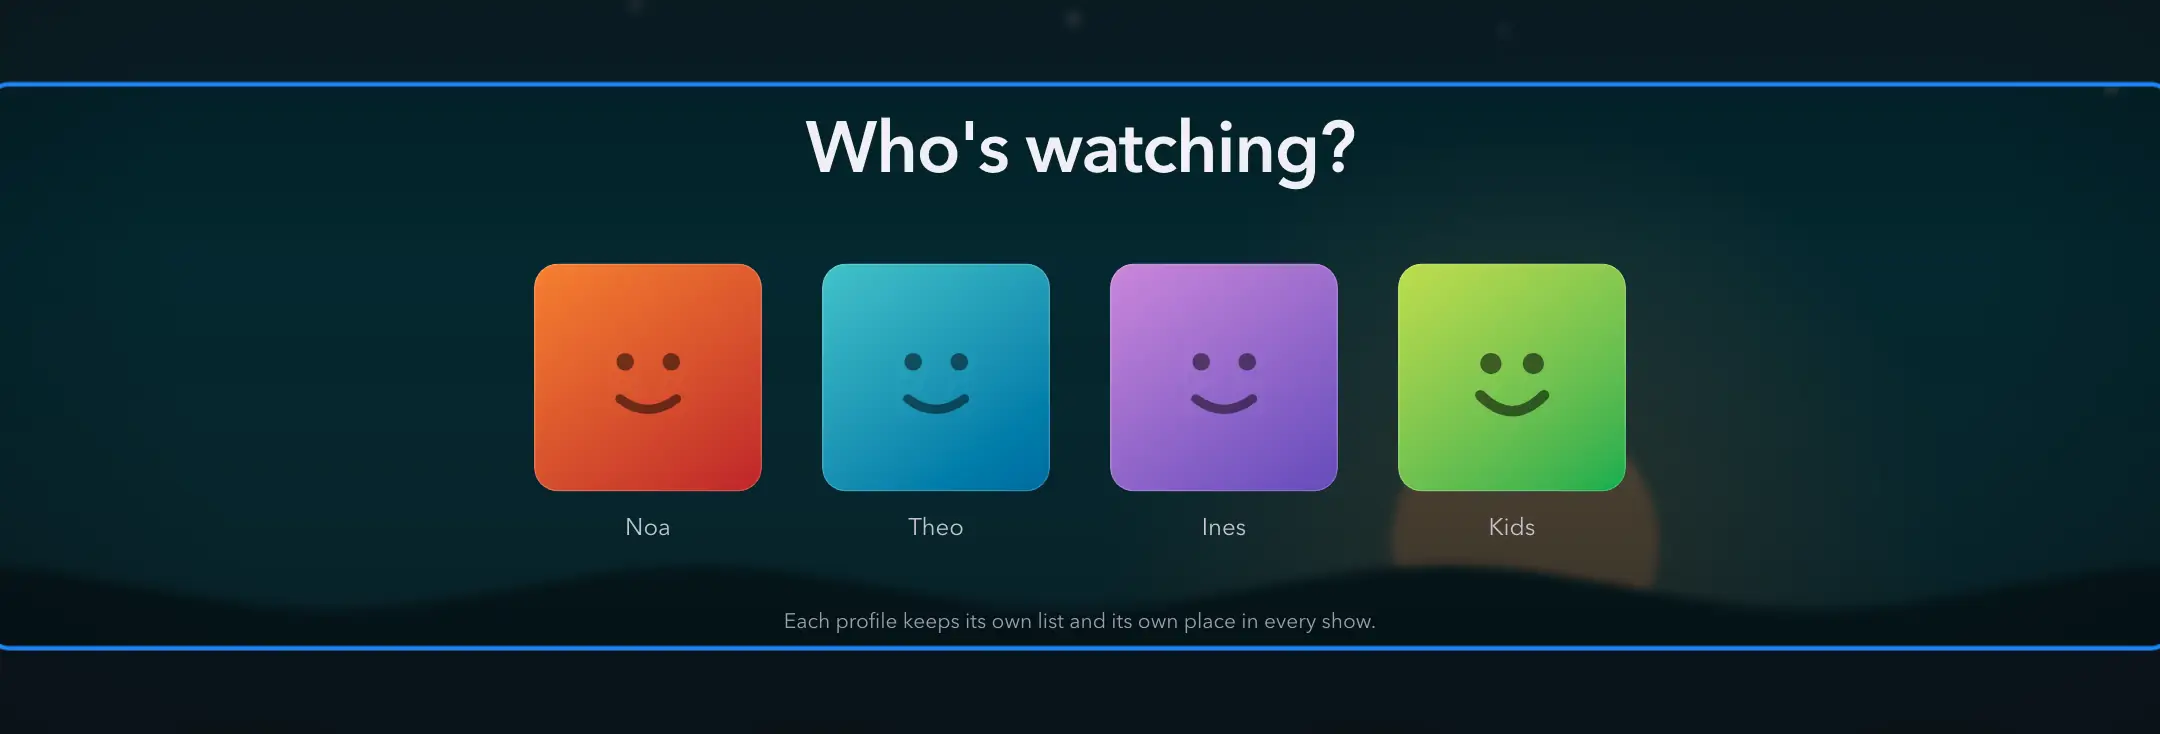 Who's watching?
Noa
Theo
Ines
Kids
Each profile keeps its own list and its own place in every show.